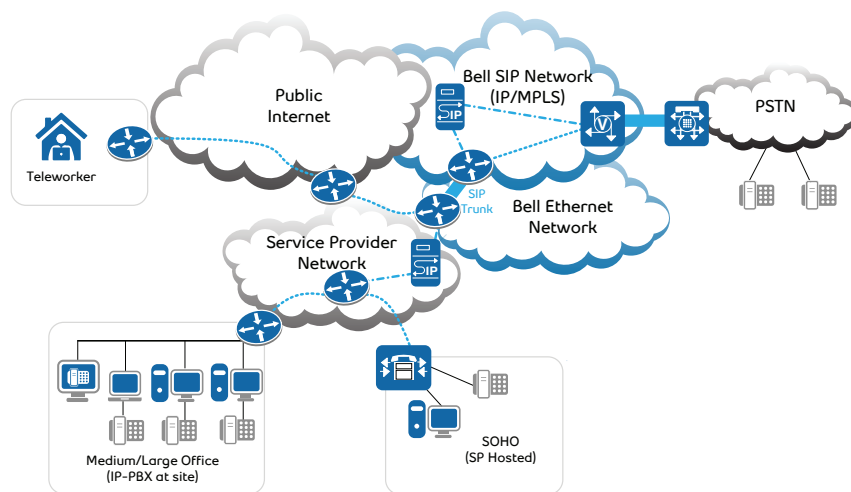 Public
Internet
Bell SIP Network
(IP/MPLS)
SIP
V
PSTN
Teleworker
SIP
Trunk
Bell Ethernet
Network
Service Provider
Network
SIP
Medium/Large Office
(IP-PBX at site)
SOHO
(SP Hosted)